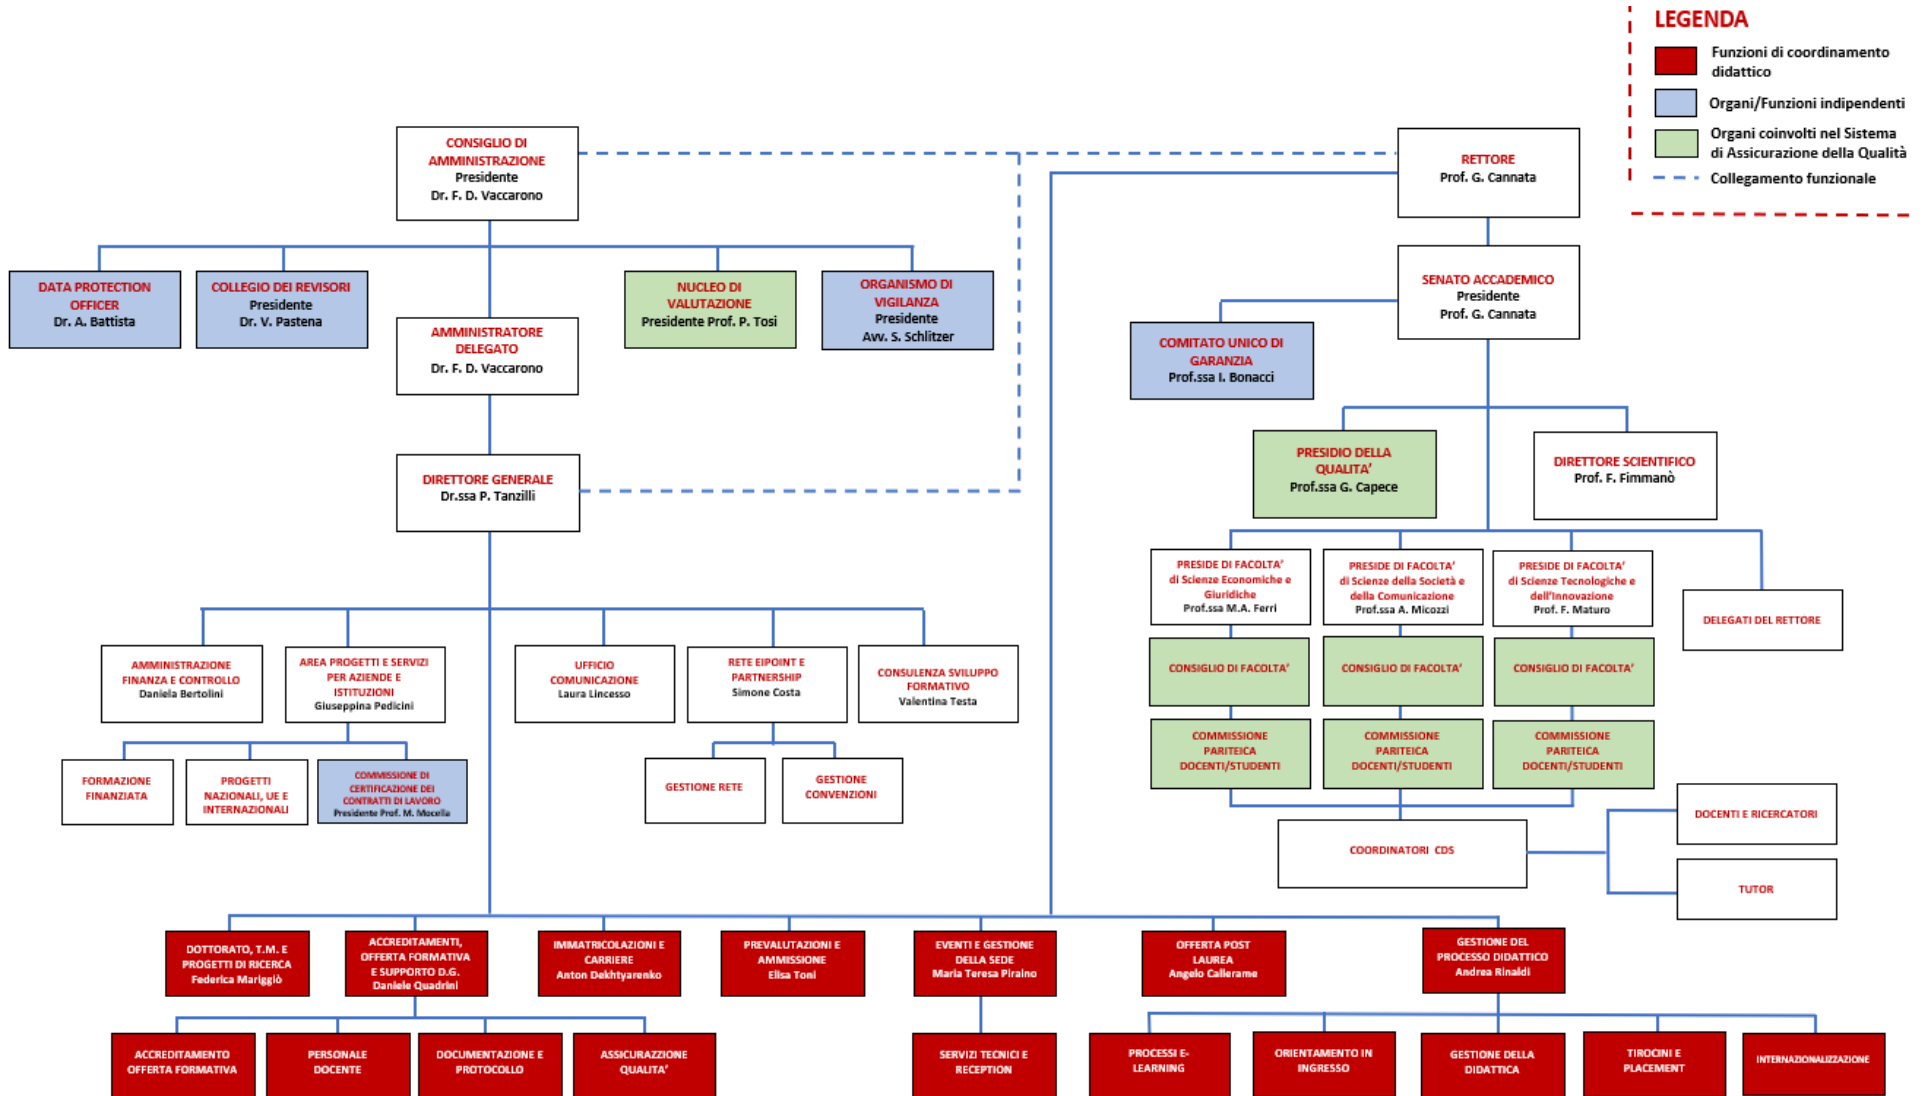 LEGENDA
Funzioni di coordinamento
didattico
Organi/Funzioni indipendenti
Organi coinvolti nel Sistema
di Assicurazione della Qualità
Collegamento funzionale
CONSIGLIO DI
AMMINISTRAZIONE
Presidente
Dr. F. D. Vaccarono
RETTORE
Prof. G. Cannata
DATA PROTECTION
OFFICER
Dr. A. Battista
COLLEGIO DEI REVISORI
Presidente
Dr. V. Pastena
NUCLEO DI
VALUTAZIONE
Presidente Prof. P. Tosi
ORGANISMO DI
VIGILANZA
Presidente
Avv. S. Schlitzer
SENATO ACCADEMICO
Presidente
Prof. G. Cannata
AMMINISTRATORE
DELEGATO
Dr. F. D. Vaccarono
COMITATO UNICO DI
GARANZIA
Prof.ssa I. Bonacci
DIRETTORE GENERALE
Dr.ssa P. Tanzilli
PRESIDIO DELLA
QUALITA’
Prof.ssa G. Capece
DIRETTORE SCIENTIFICO
Prof. F. Fimmanò
PRESIDE DI FACOLTA’
di Scienze Economiche e
Giuridiche
Prof.ssa M.A. Ferri
PRESIDE DI FACOLTA’
di Scienze della Società e
della Comunicazione
Prof.ssa A. Micozzi
PRESIDE DI FACOLTA’
di Scienze Tecnologiche e
dell’Innovazione
Prof. F. Maturo
DELEGATI DEL RETTORE
AMMINISTRAZIONE
FINANZA E CONTROLLO
Daniela Bertolini
AREA PROGETTI E SERVIZI
PER AZIENDE E
ISTITUZIONI
Giuseppina Pedicini
UFFICIO
COMUNICAZIONE
Laura Lincesso
RETE EIPOINT E
PARTNERSHIP
Simone Costa
CONSULENZA SVILUPPO
FORMATIVO
Valentina Testa
CONSIGLIO DI FACOLTA’
CONSIGLIO DI FACOLTA’
CONSIGLIO DI FACOLTA’
COMMISSIONE
PARITEICA
DOCENTI/STUDENTI
COMMISSIONE
PARITEICA
DOCENTI/STUDENTI
COMMISSIONE
PARITEICA
DOCENTI/STUDENTI
FORMAZIONE
FINANZIATA
PROGETTI
NAZIONALI, UE E
INTERNAZIONALI
COMMISSIONE DI
CERTIFICAZIONE DEI
CONTRATTI DI LAVORO
Presidente Prof. M. Mocella
GESTIONE RETE
GESTIONE
CONVENZIONI
COORDINATORI CDS
DOCENTI E RICERCATORI
TUTOR
DOTTORATO, T.M. E
PROGETTI DI RICERCA
Federica Mariggiò
ACCREDITAMENTI,
OFFERTA FORMATIVA
E SUPPORTO D.G.
Daniele Quadrini
IMMATRICOLAZIONI E
CARRIERE
Anton Dekhtyarenko
PREVALUTAZIONI E
AMMISSIONE
Elisa Toni
EVENTI E GESTIONE
DELLA SEDE
Maria Teresa Piraino
OFFERTA POST
LAUREA
Angelo Callerame
GESTIONE DEL
PROCESSO DIDATTICO
Andrea Rinaldi
ACCREDITAMENTO
OFFERTA FORMATIVA
PERSONALE
DOCENTE
DOCUMENTAZIONE E
PROTOCOLLO
ASSICURAZZIONE
QUALITA’
SERVIZI TECNICI E
RECEPTION
PROCESSI E-
LEARNING
ORIENTAMENTO IN
INGRESSO
GESTIONE DELLA
DIDATTICA
TIROCINI E
PLACEMENT
INTERNAZIONALIZZAZIONE